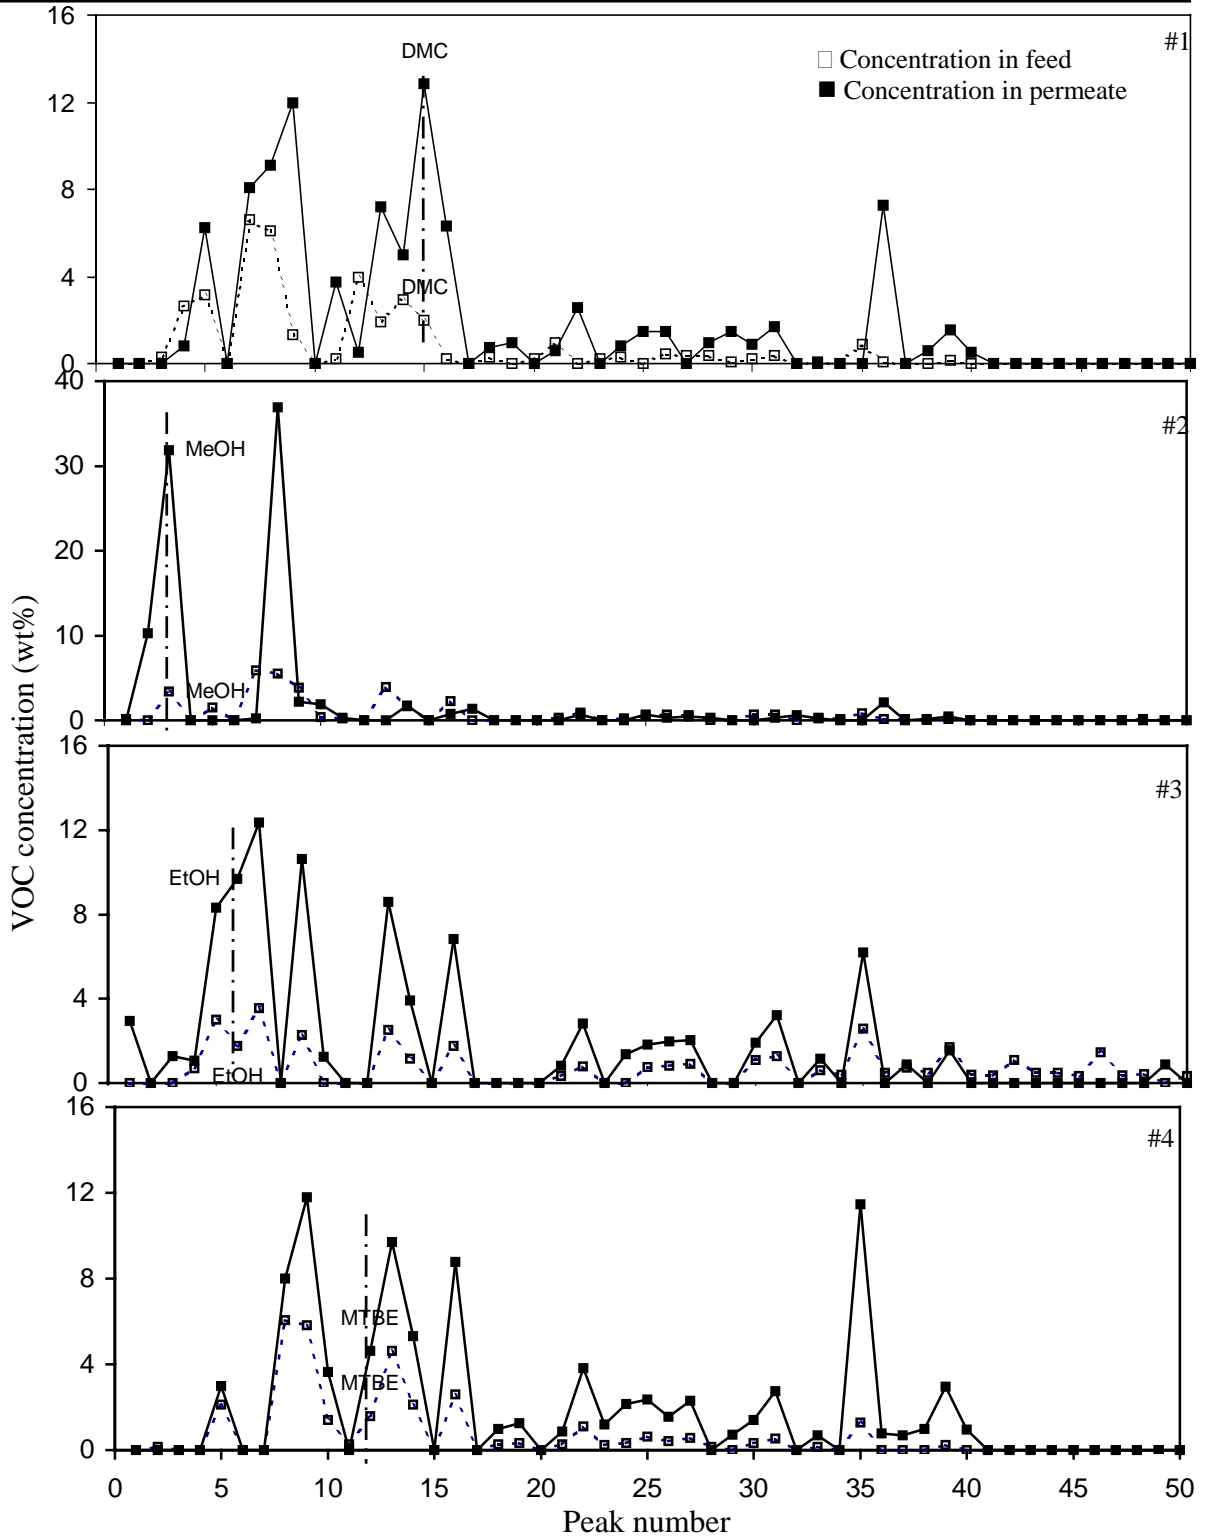 16
DMC
#1
□ Concentration in feed
■ Concentration in permeate
12
8
4
DMC
0
40
#2
MeOH
30
20
10
MeOH
0
VOC concentration (wt%)
16
#3
12
EtOH
8
4
EtOH
0
16
#4
12
8
MTBE
4
MTBE
0
0 5 10 15 20 25 30 35 40 45 50
Peak number